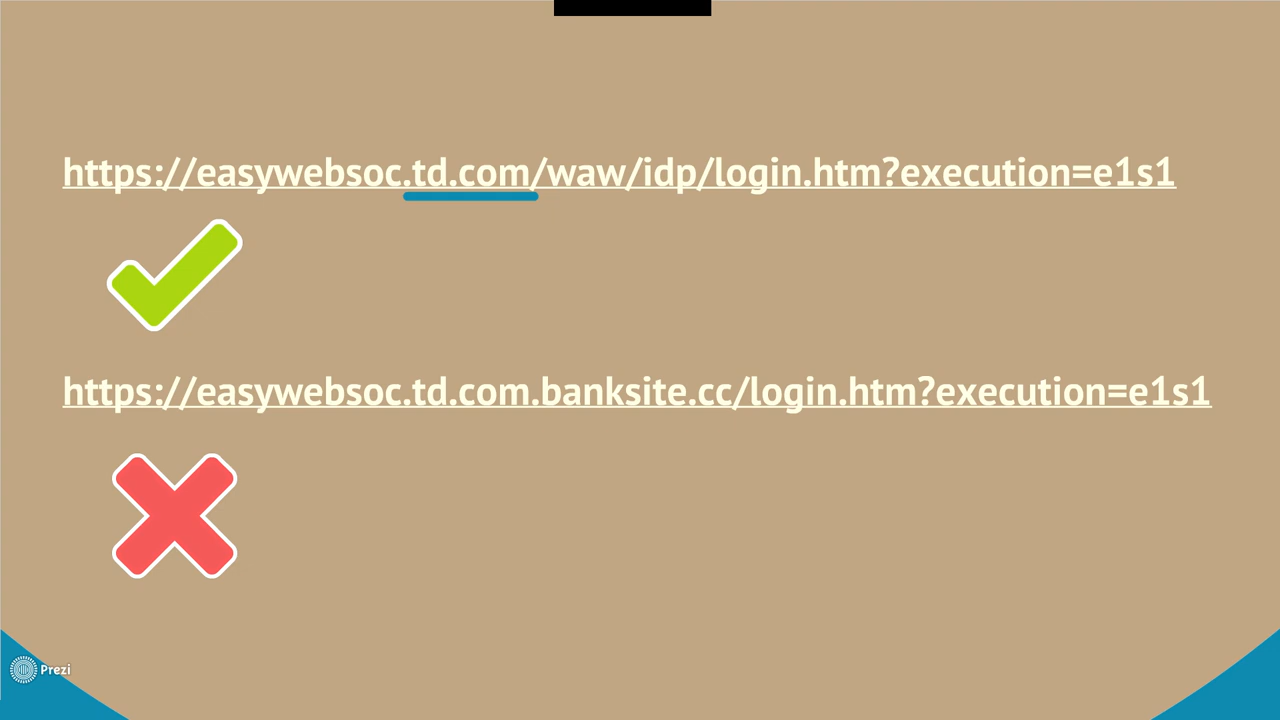 https://easywebsoc.td.com/waw/idp/login.htm?execution=e1s1
https://easywebsoc.td.com.banksite.cc/login.htm?execution=e1s1
Prezi